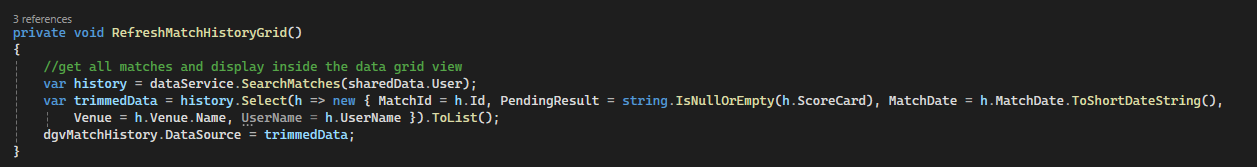 3 references
private void RefreshMatchHistoryGrid()
{
//get all matches and display inside the data grid view
var history = dataService.SearchMatches(sharedData.User);
var trimmedData = history.Select(h => new { MatchId = h.Id, PendingResult = string.IsNullOrEmpty(h.ScoreCard), MatchDate = h.MatchDate.ToShortDateString(),
Venue = h.Venue.Name, UserName = h.UserName }).ToList();
dgvMatchHistory.DataSource = trimmedData;
}